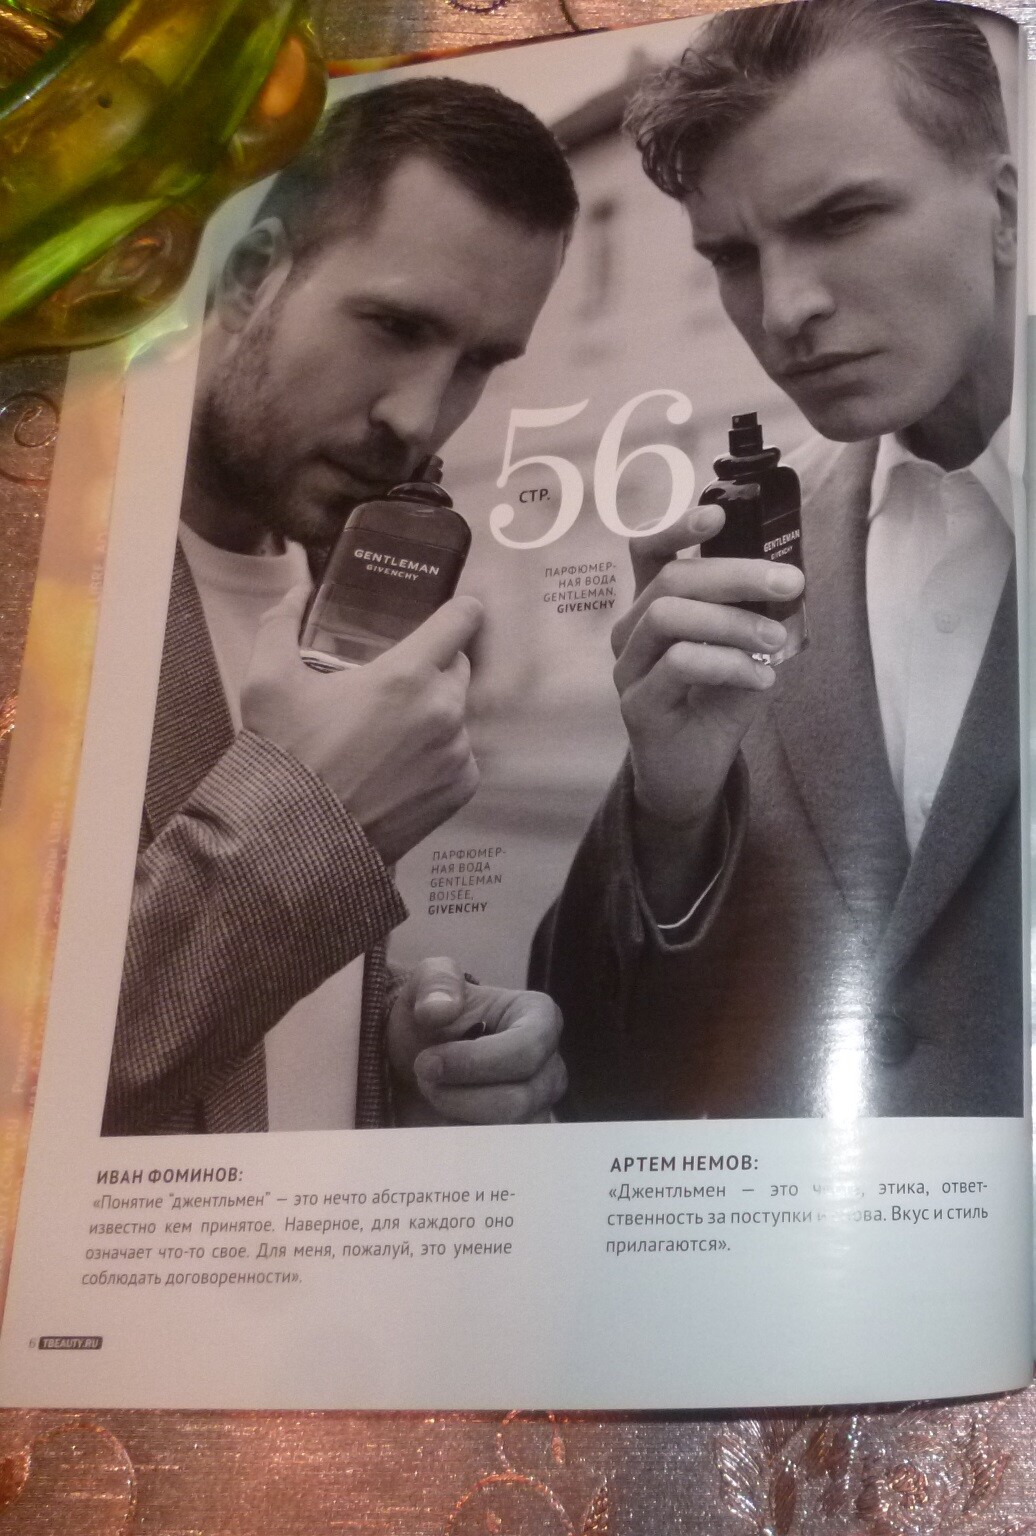 56
СТР.
GENTLEMAN
GIVENCHY
GENTLEMAN
GIVENCHY
ПАРФЮМЕР-
НАЯ ВОДА
GENTLEMAN,
GIVENCHY
ПАРФЮМЕР-
НАЯ ВОДА
GENTLEMAN
BOISÉE,
GIVENCHY
ИВАН ФОМИНОВ:
«Понятие "джентльмен" — это нечто абстрактное и не-
известно кем принятое. Наверное, для каждого оно
означает что-то свое. Для меня, пожалуй, это умение
соблюдать договоренности».
АРТЕМ НЕМОВ:
«Джентльмен — это этика, ответ-
ственность за поступки и Вкус и стиль
прилагаются».
6 TBEAUTY.RU